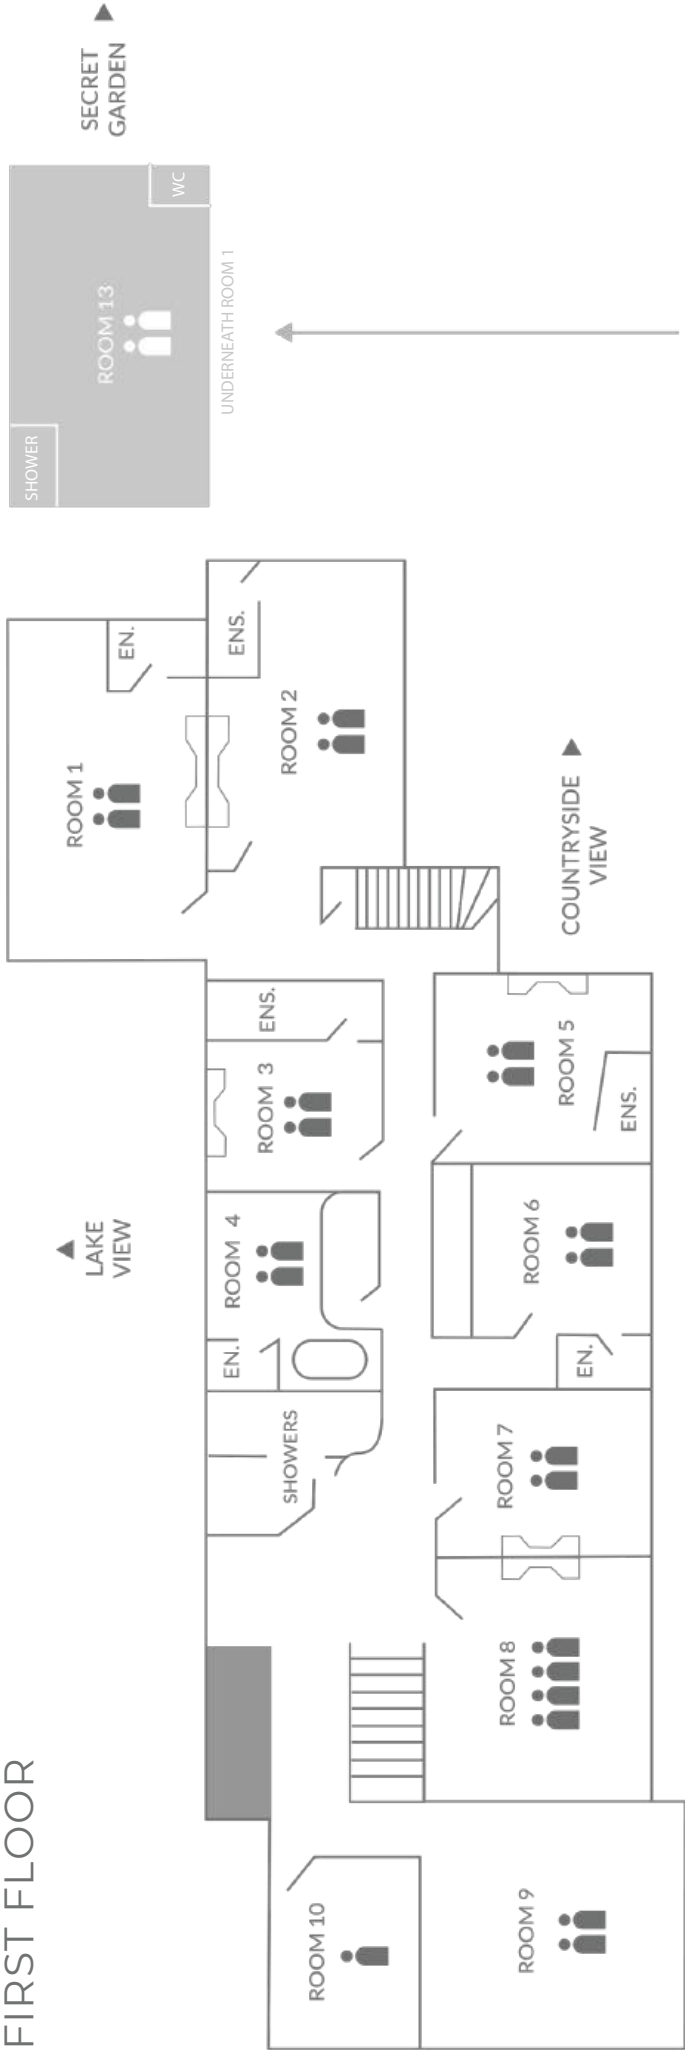 FIRST FLOOR
LAKE
VIEW
SECRET
GARDEN
SHOWER
ROOM 13
WC
UNDERNEATH ROOM 1
ROOM 1
EN.
ENS.
ROOM 2
ENS.
ROOM 3
ROOM 4
EN.
SHOWERS
COUNTRYSIDE
VIEW
ROOM 5
ENS.
ROOM 6
EN.
ROOM 7
ROOM 8
ROOM 10
ROOM 9